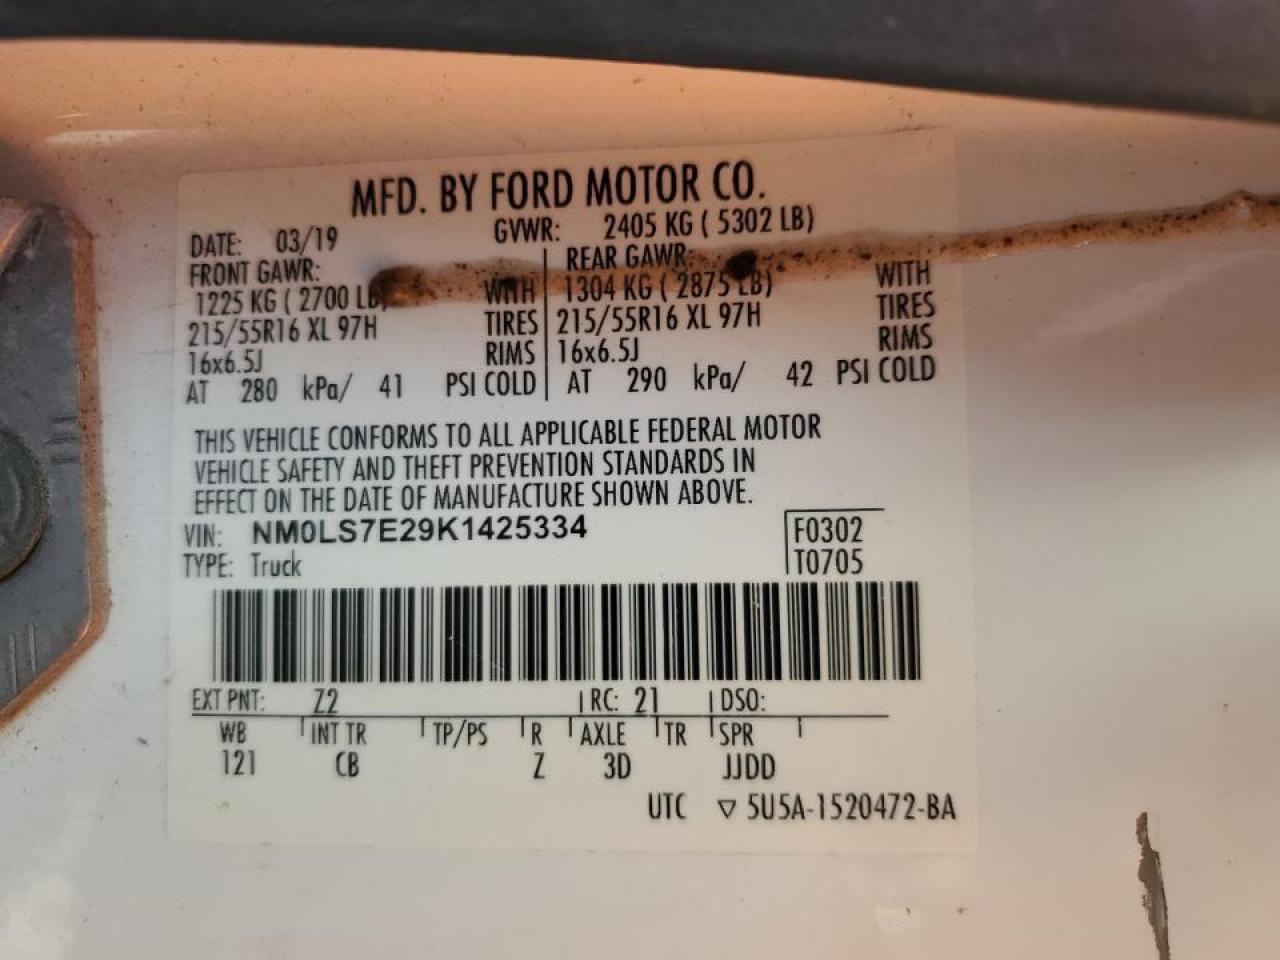 MFD. BY FORD MOTOR CO.
DATE: 03/19 GVWR: 2405 KG ( 5302 LB)
FRONT GAWR: REAR GAWR:
1225 KG ( 2700 LB) WITH 1304 KG ( 2875 LB) WITH
215/55R16 XL 97H TIRES 215/55R16 XL 97H TIRES
16x6.5J RIMS 16x6.5J RIMS
AT 280 kPa/ 41 PSI COLD AT 290 kPa/ 42 PSI COLD
THIS VEHICLE CONFORMS TO ALL APPLICABLE FEDERAL MOTOR
VEHICLE SAFETY AND THEFT PREVENTION STANDARDS IN
EFFECT ON THE DATE OF MANUFACTURE SHOWN ABOVE.
VIN: NM0LS7E29K1425334 F0302
TYPE: Truck T0705
EXT PNT: Z2 RC: 21 DSO:
WB INT TR TP/PS R AXLE TR SPR
121 CB Z 3D JJDD
UTC ▽ 5U5A-1520472-BA